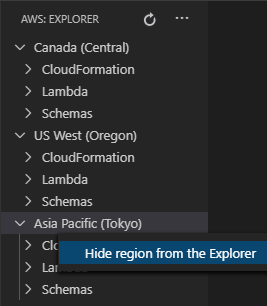 AWS: EXPLORER
Canada (Central)
CloudFormation
Lambda
Schemas
US West (Oregon)
CloudFormation
Lambda
Schemas
Asia Pacific (Tokyo)
Clo
Hide region from the Explorer
Lam
Schemas